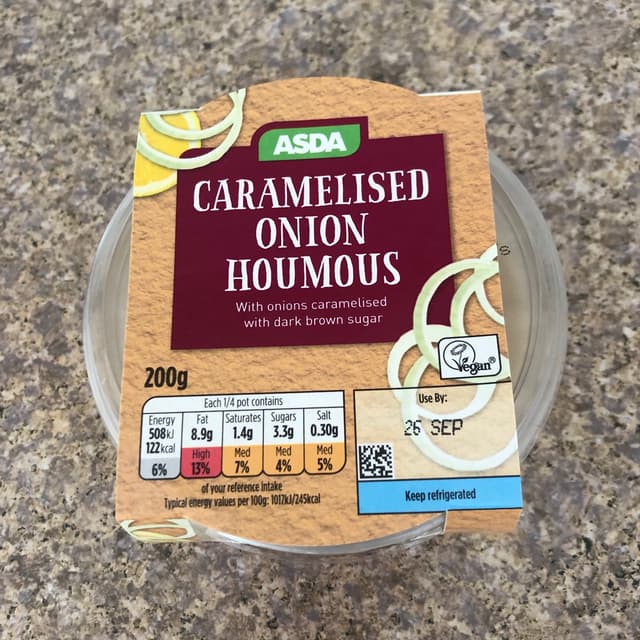 ASDA
CARAMELISED
ONION
HOUMOUS
With onions caramelised
with dark brown sugar
Vegan®
200g
Each 1/4 pot contains
Energy Fat Saturates Sugars Salt
508kJ 8.9g 1.4g 3.3g 0.30g
122kcal High Med Med Med
6% 13% 7% 4% 5%
of your reference intake
Typical energy values per 100g: 1017kJ/245kcal
Use By:
26 SEP
Keep refrigerated